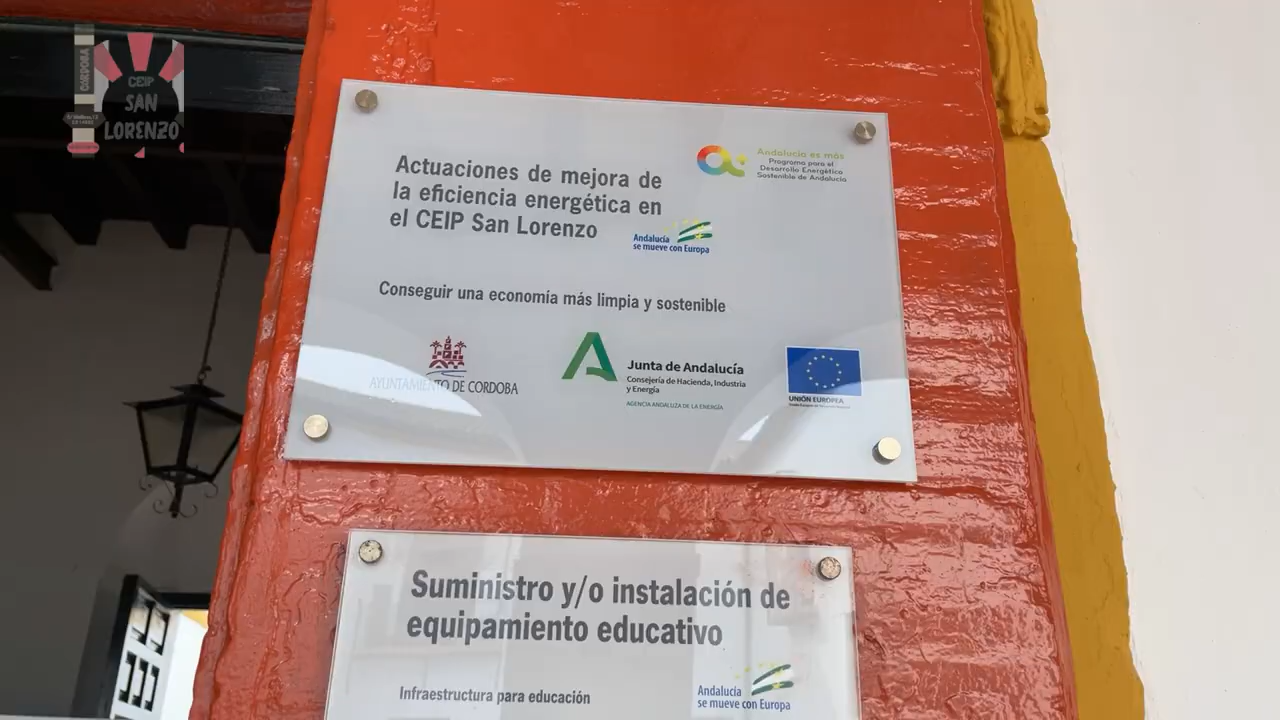 CÓRDOBA
CEIP
SAN
LORENZO
Actuaciones de mejora de
la eficiencia energética en
el CEIP San Lorenzo
Andalucía es más
Programa para el
Desarrollo Energético
Sostenible de Andalucía
Andalucía
se mueve con Europa
Conseguir una economía más limpia y sostenible
AYUNTAMIENTO DE CORDOBA
Junta de Andalucía
Consejería de Hacienda, Industria
y Energía
AGENCIA ANDALUZA DE LA ENERGÍA
UNIÓN EUROPEA
Suministro y/o instalación de
equipamiento educativo
Infraestructura para educación
Andalucía
se mueve con Europa